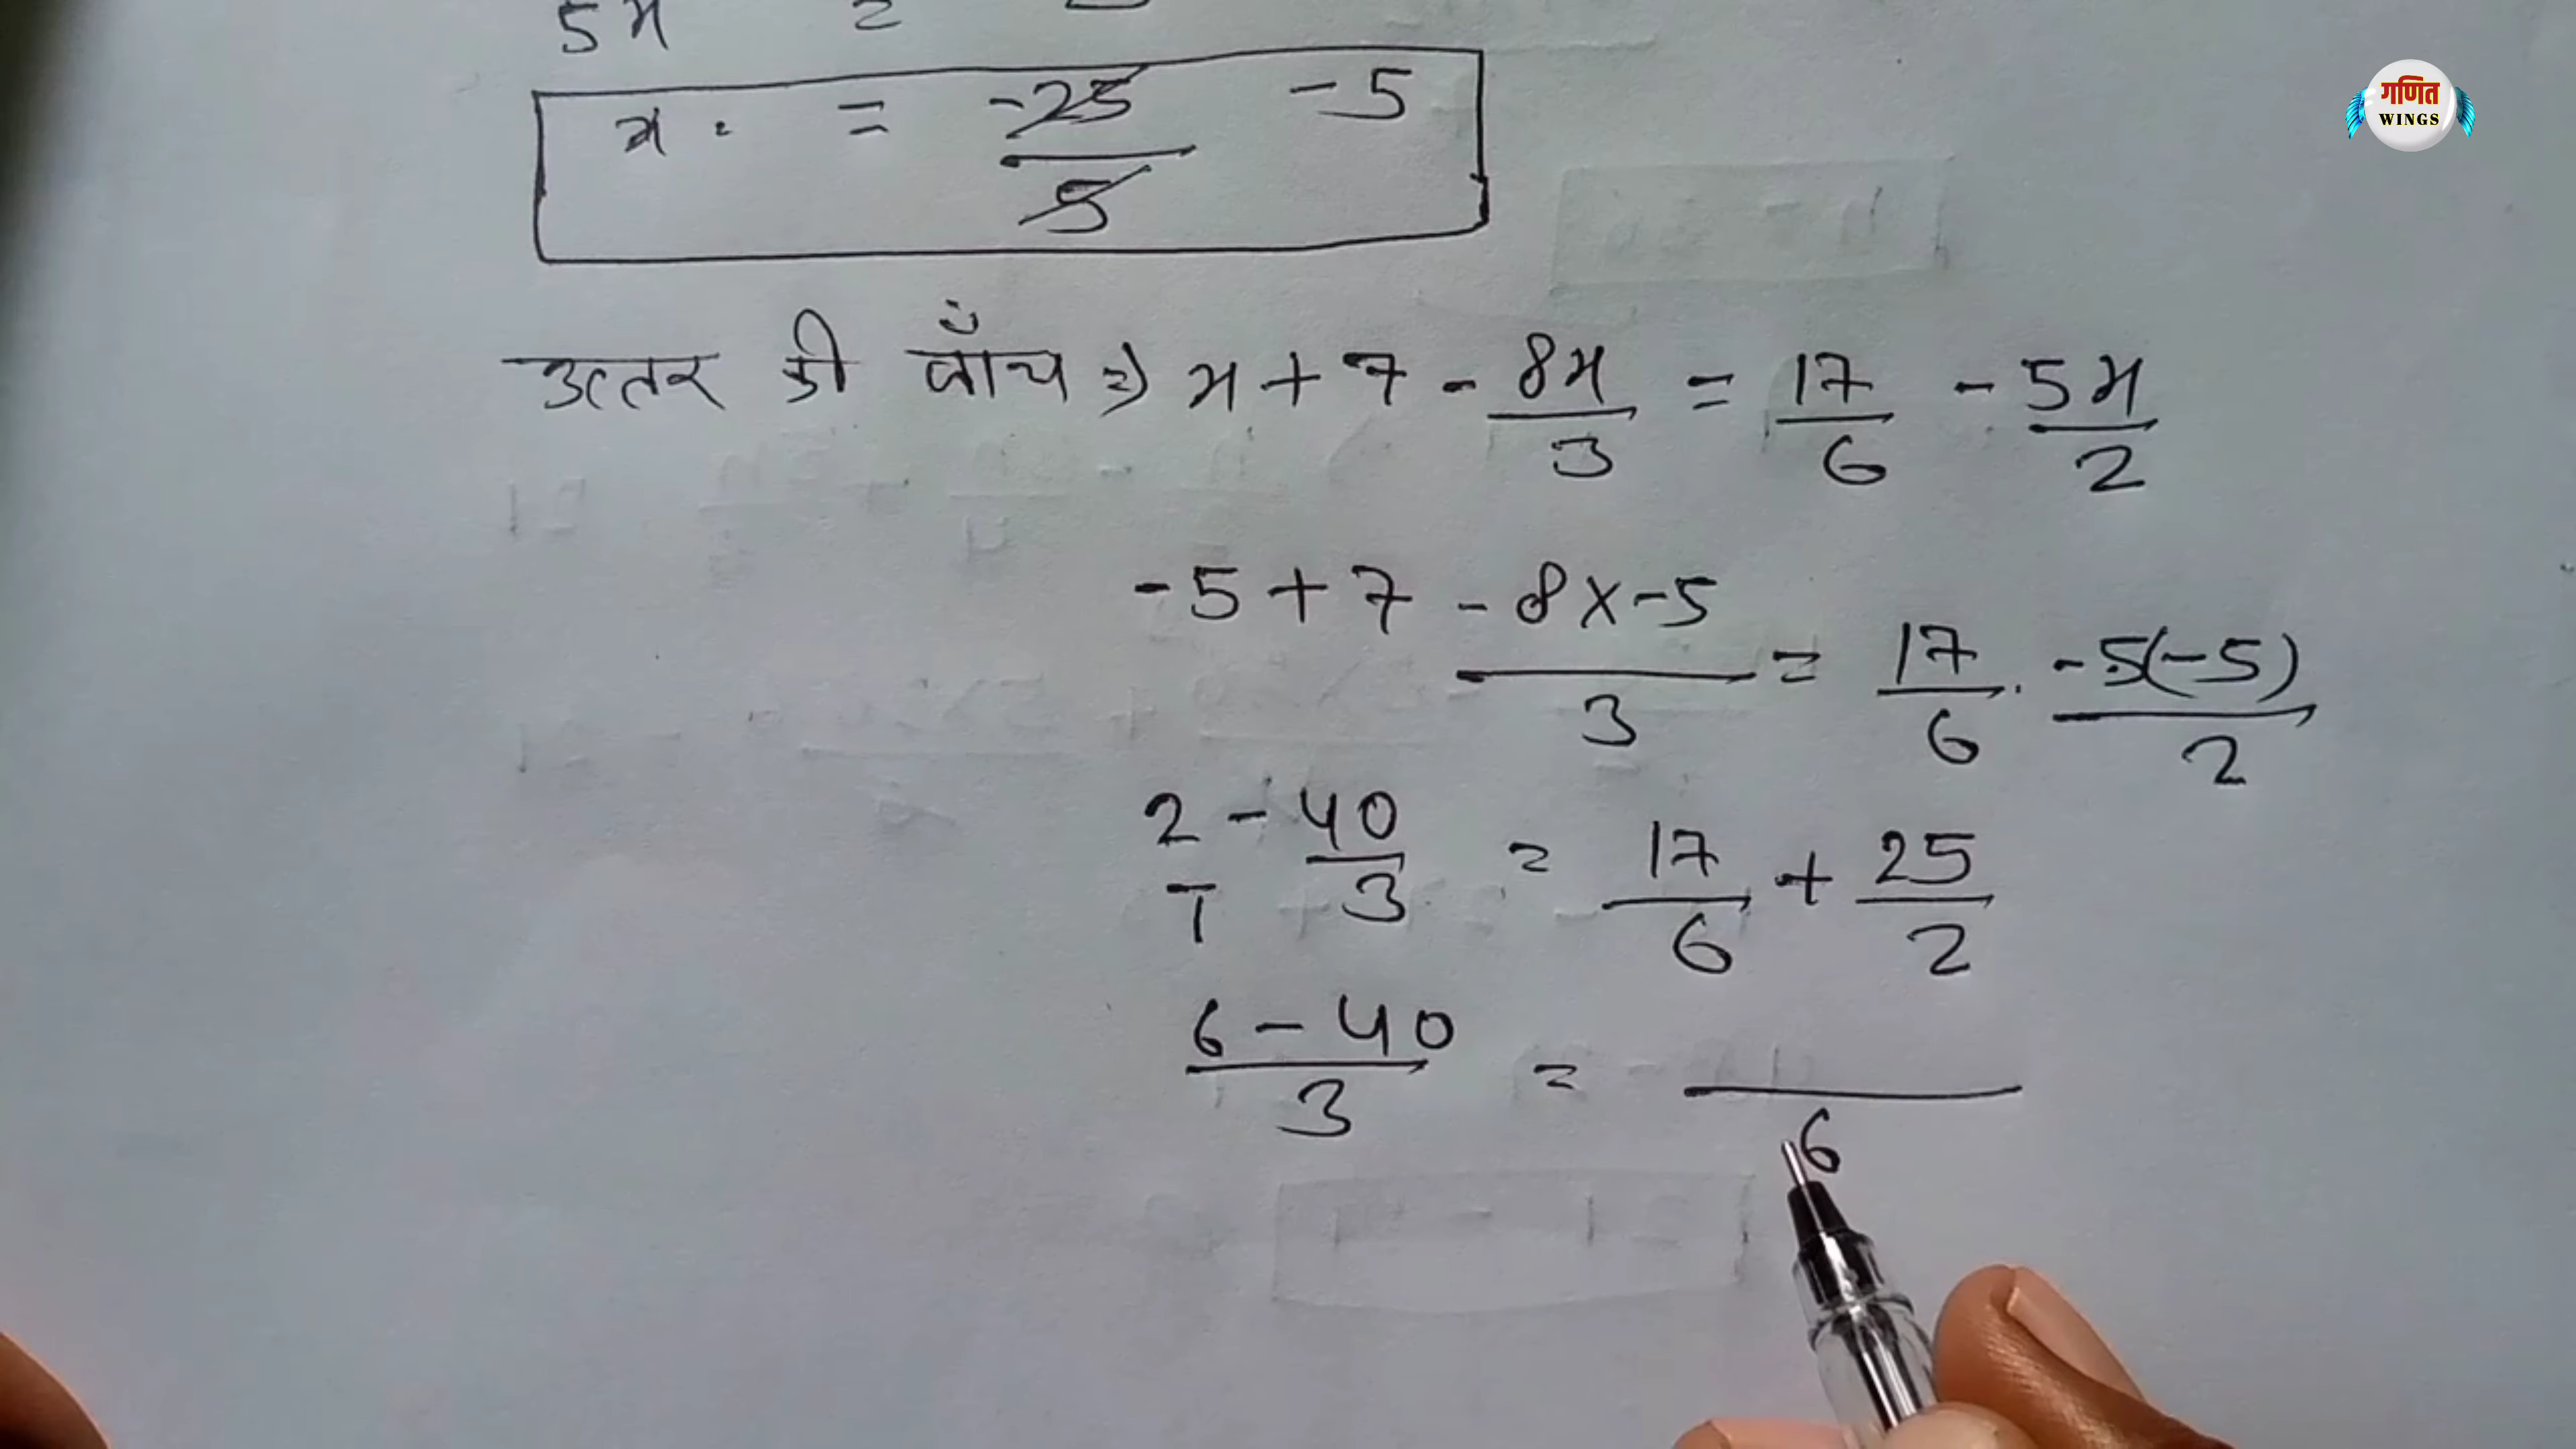 5x =
गणित
WINGS
x = -25/5 -5
उत्तर की जाँच ⇒ x + 7 - 8x/3 = 17/6 - 5x/2
-5 + 7 - 8x-5/3 = 17/6 . -5(-5)/2
2/1 - 40/3 = 17/6 + 25/2
6 - 40/3 = /6